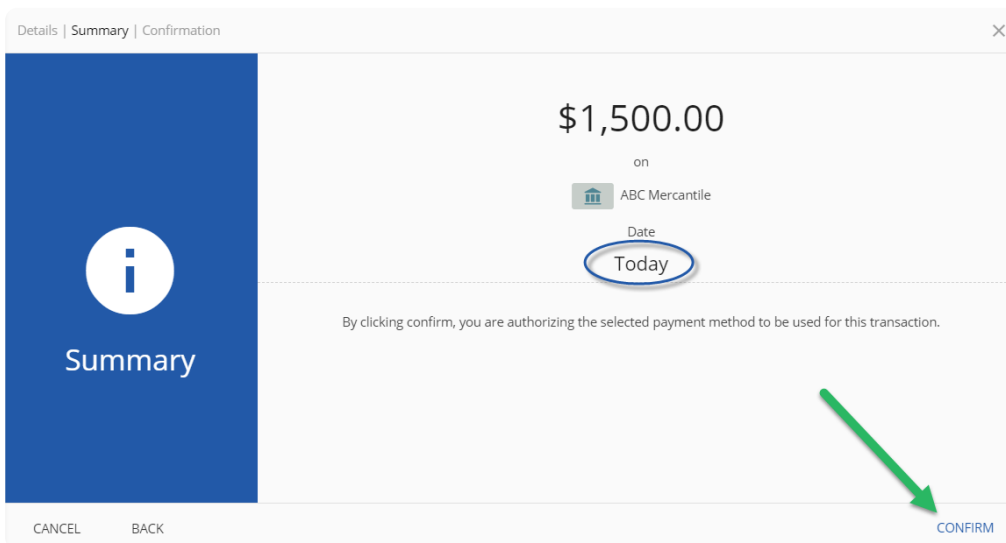 Details | Summary | Confirmation
$1,500.00
on
ABC Mercantile
Date
Today
By clicking confirm, you are authorizing the selected payment method to be used for this transaction.
Summary
CANCEL BACK CONFIRM